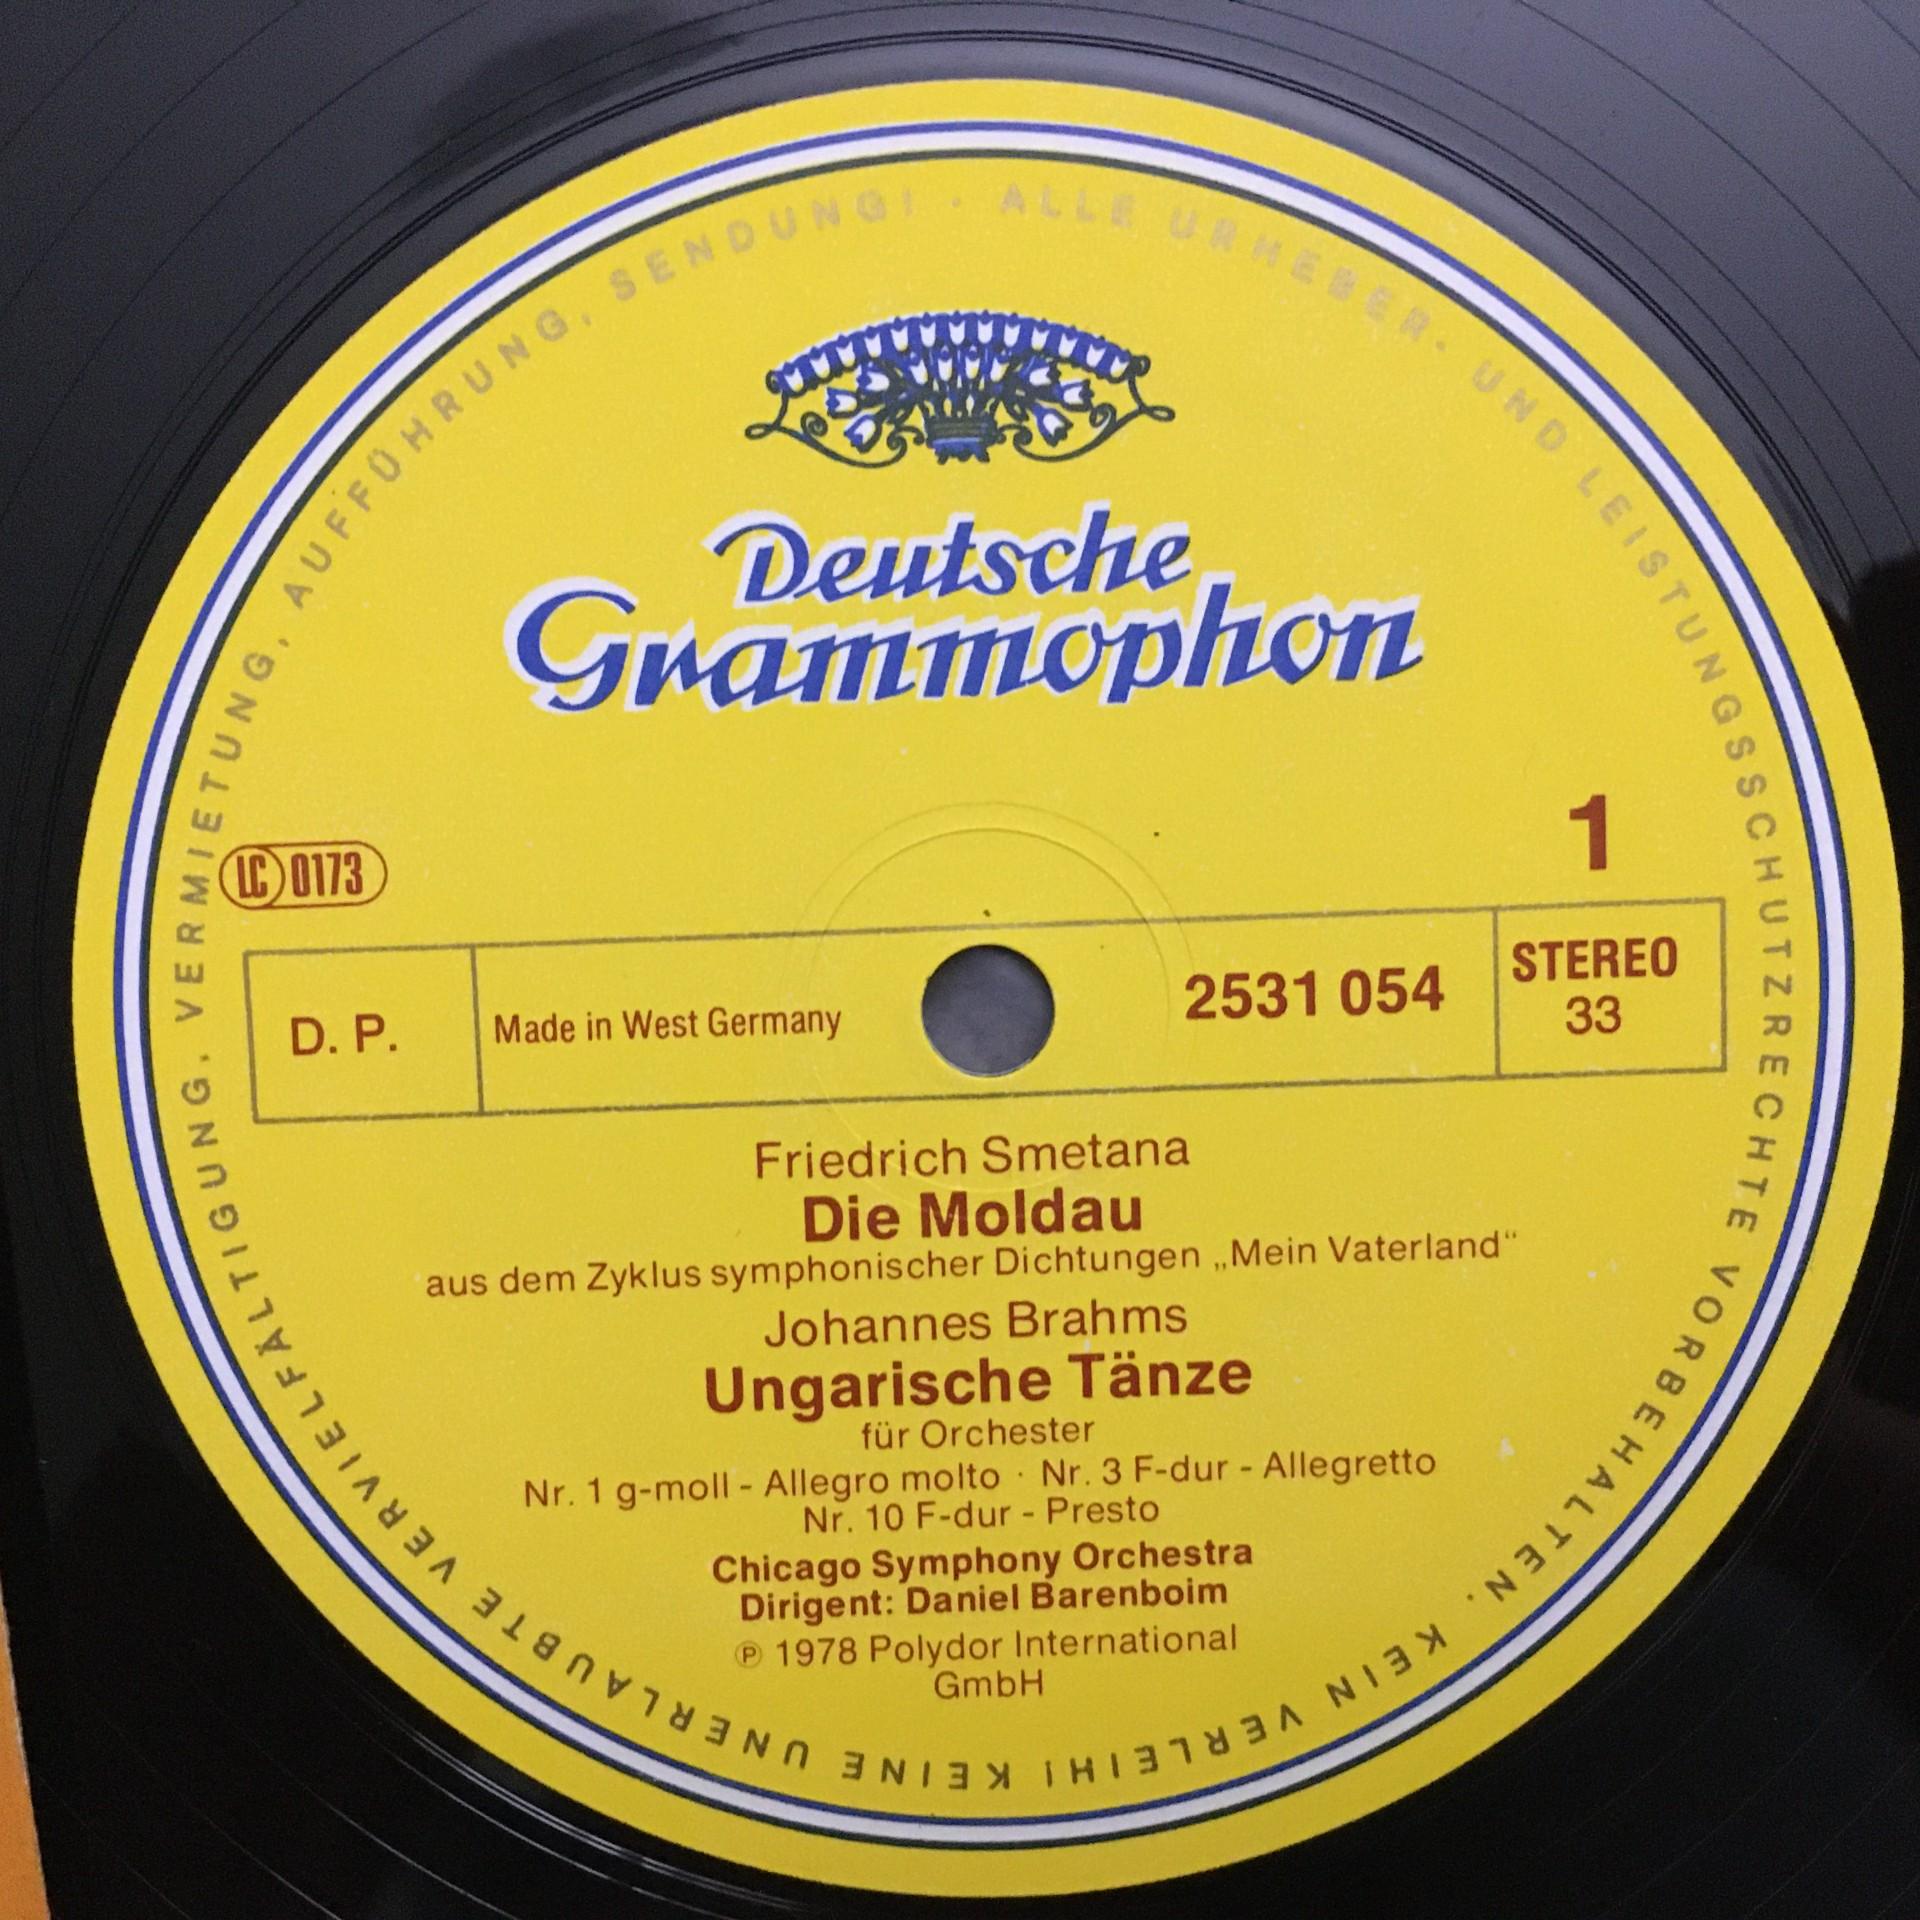 Deutsche
Grammophon
1
LC 0173
D. P.
Made in West Germany
2531 054
STEREO
33
Friedrich Smetana
Die Moldau
aus dem Zyklus symphonischer Dichtungen „Mein Vaterland“
Johannes Brahms
Ungarische Tänze
für Orchester
Nr. 1 g-moll - Allegro molto · Nr. 3 F-dur - Allegretto
Nr. 10 F-dur - Presto
Chicago Symphony Orchestra
Dirigent: Daniel Barenboim
℗ 1978 Polydor International
GmbH
ALLE URHEBER- UND LEISTUNGSSCHUTZRECHTE VORBEHALTEN. KEIN VERLEIH! KEINE UNERLAUBTE VERVIELFÄLTIGUNG, VERMIETUNG, AUFFÜHRUNG, SENDUNG! ·